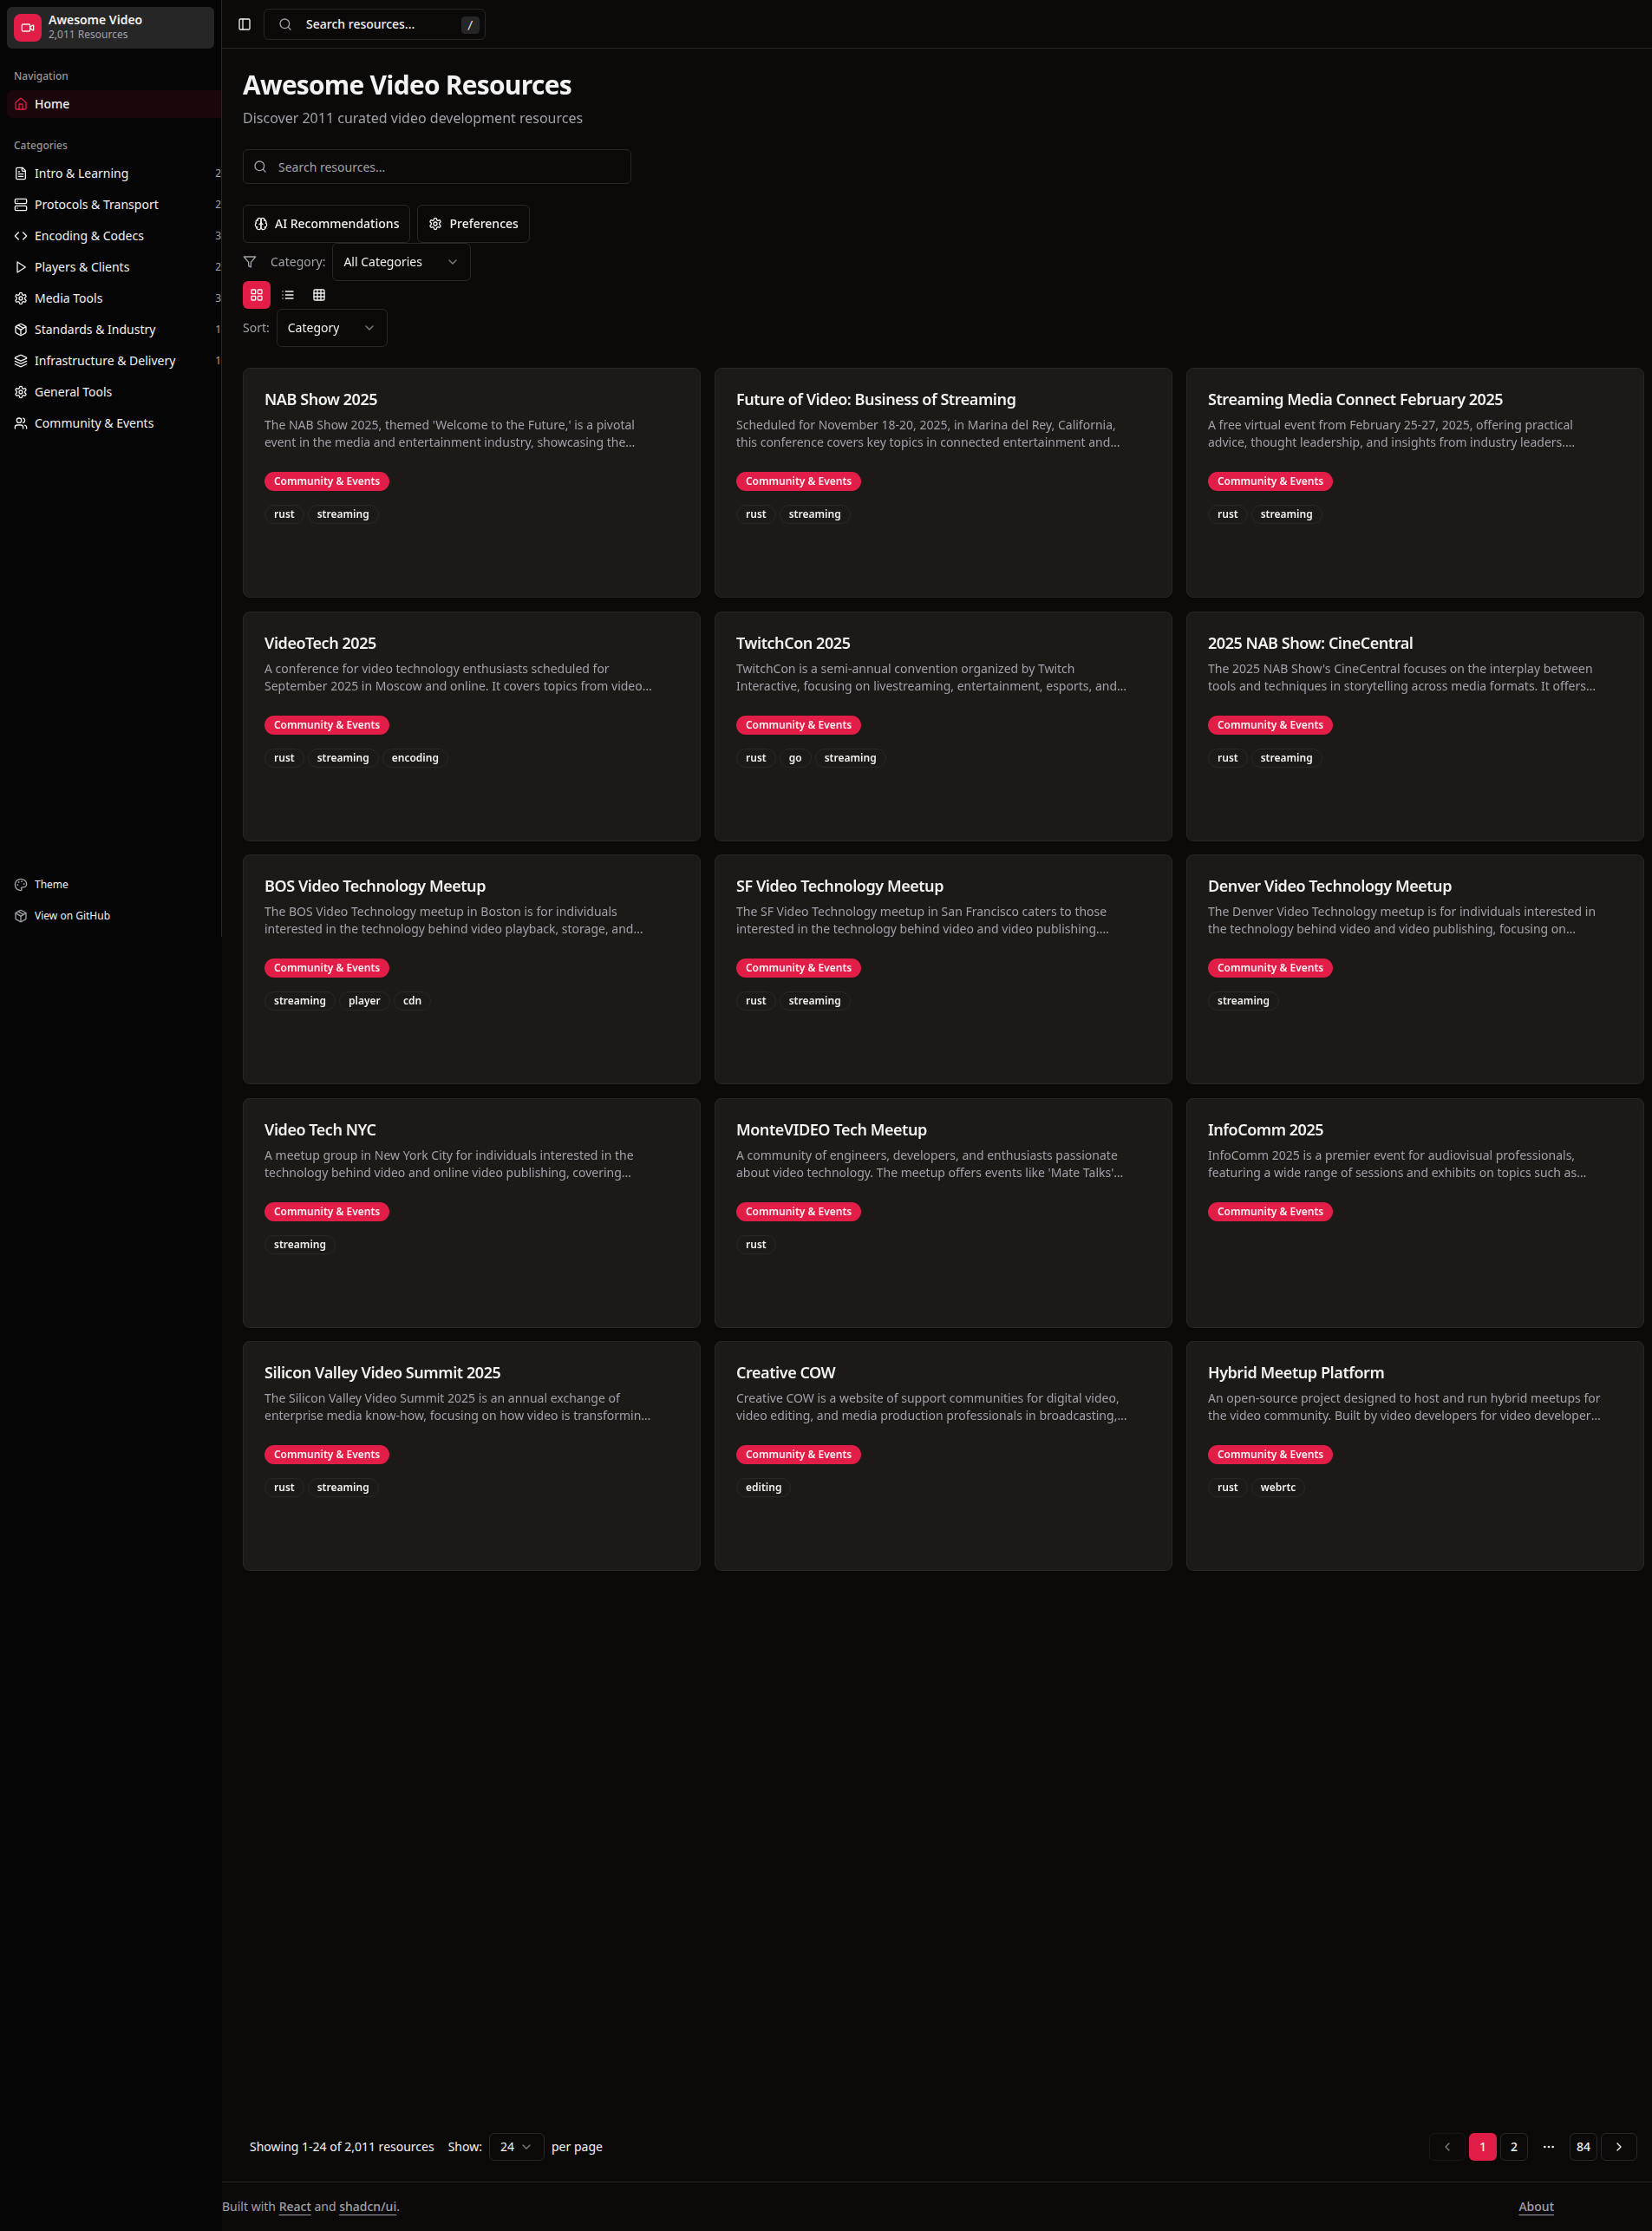 Awesome Video
2,011 Resources
Navigation
Home
Categories
Intro & Learning 2
Protocols & Transport 2
Encoding & Codecs 3
Players & Clients 2
Media Tools 3
Standards & Industry 1
Infrastructure & Delivery 1
General Tools
Community & Events
Theme
View on GitHub
Search resources... /
Awesome Video Resources
Discover 2011 curated video development resources
Search resources...
AI Recommendations Preferences
Category: All Categories
Sort: Category
NAB Show 2025
The NAB Show 2025, themed 'Welcome to the Future,' is a pivotal
event in the media and entertainment industry, showcasing the...
Community & Events
rust streaming
Future of Video: Business of Streaming
Scheduled for November 18-20, 2025, in Marina del Rey, California,
this conference covers key topics in connected entertainment and...
Community & Events
rust streaming
Streaming Media Connect February 2025
A free virtual event from February 25-27, 2025, offering practical
advice, thought leadership, and insights from industry leaders....
Community & Events
rust streaming
VideoTech 2025
A conference for video technology enthusiasts scheduled for
September 2025 in Moscow and online. It covers topics from video...
Community & Events
rust streaming encoding
TwitchCon 2025
TwitchCon is a semi-annual convention organized by Twitch
Interactive, focusing on livestreaming, entertainment, esports, and...
Community & Events
rust go streaming
2025 NAB Show: CineCentral
The 2025 NAB Show's CineCentral focuses on the interplay between
tools and techniques in storytelling across media formats. It offers...
Community & Events
rust streaming
BOS Video Technology Meetup
The BOS Video Technology meetup in Boston is for individuals
interested in the technology behind video playback, storage, and...
Community & Events
streaming player cdn
SF Video Technology Meetup
The SF Video Technology meetup in San Francisco caters to those
interested in the technology behind video and video publishing....
Community & Events
rust streaming
Denver Video Technology Meetup
The Denver Video Technology meetup is for individuals interested in
the technology behind video and video publishing, focusing on...
Community & Events
streaming
Video Tech NYC
A meetup group in New York City for individuals interested in the
technology behind video and online video publishing, covering...
Community & Events
streaming
MonteVIDEO Tech Meetup
A community of engineers, developers, and enthusiasts passionate
about video technology. The meetup offers events like 'Mate Talks'...
Community & Events
rust
InfoComm 2025
InfoComm 2025 is a premier event for audiovisual professionals,
featuring a wide range of sessions and exhibits on topics such as...
Community & Events
Silicon Valley Video Summit 2025
The Silicon Valley Video Summit 2025 is an annual exchange of
enterprise media know-how, focusing on how video is transformin...
Community & Events
rust streaming
Creative COW
Creative COW is a website of support communities for digital video,
video editing, and media production professionals in broadcasting,...
Community & Events
editing
Hybrid Meetup Platform
An open-source project designed to host and run hybrid meetups for
the video community. Built by video developers for video developer...
Community & Events
rust webrtc
Showing 1-24 of 2,011 resources Show: 24 per page
1 2 ... 84
Built with React and shadcn/ui.
About